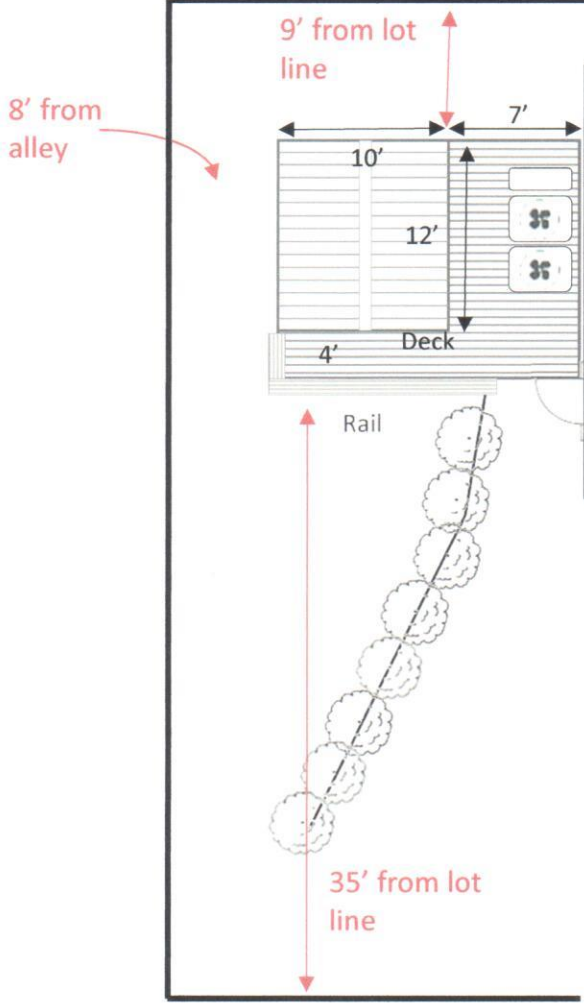 9’ from lot
line
8’ from
alley
7’
10’
12’
Deck
4’
Rail
35’ from lot
line